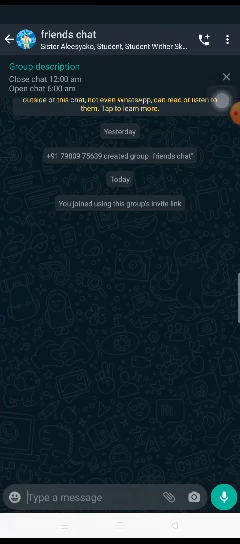 friends chat
Sister Aleesyako, Student, Student Wither Sk...
Group description
Close chat 12:00 am
Open chat 6:00 am
outside of this chat, not even WhatsApp, can read or listen to
them. Tap to learn more.
Yesterday
+91 79809 75639 created group "friends chat"
Today
You joined using this group's invite link
Type a message